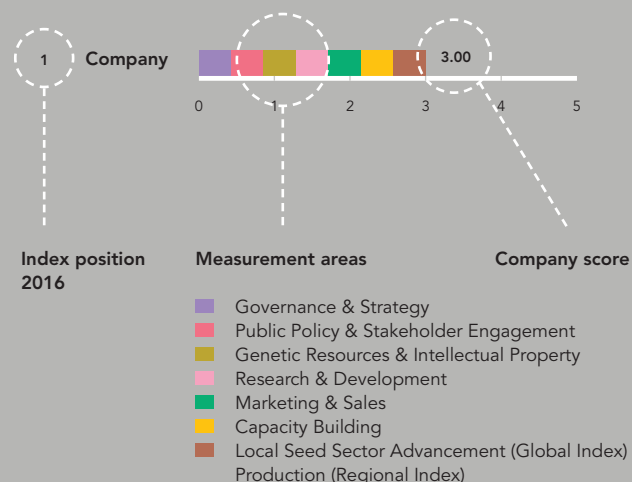 1 Company 3.00
0 1 2 3 4 5
Index position
2016
Measurement areas
Company score
Governance & Strategy
Public Policy & Stakeholder Engagement
Genetic Resources & Intellectual Property
Research & Development
Marketing & Sales
Capacity Building
Local Seed Sector Advancement (Global Index)
Production (Regional Index)